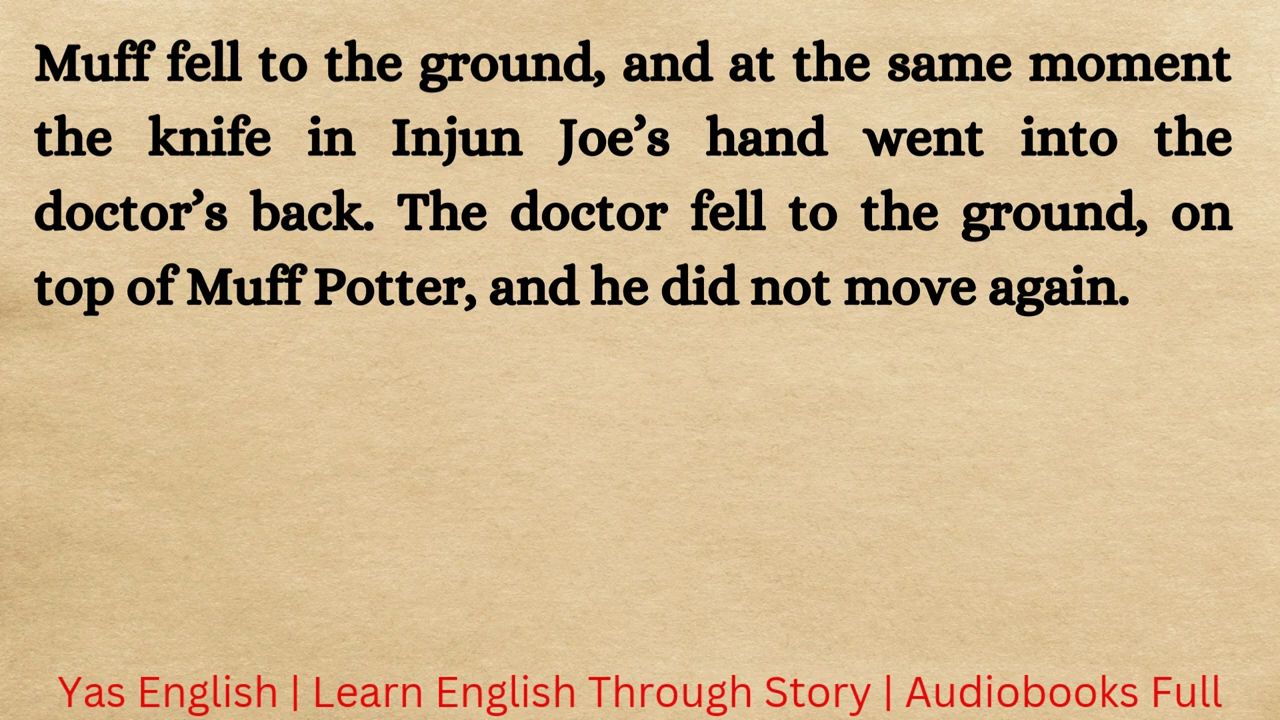 Muff fell to the ground, and at the same moment
the knife in Injun Joe’s hand went into the
doctor’s back. The doctor fell to the ground, on
top of Muff Potter, and he did not move again.
Yas English | Learn English Through Story | Audiobooks Full